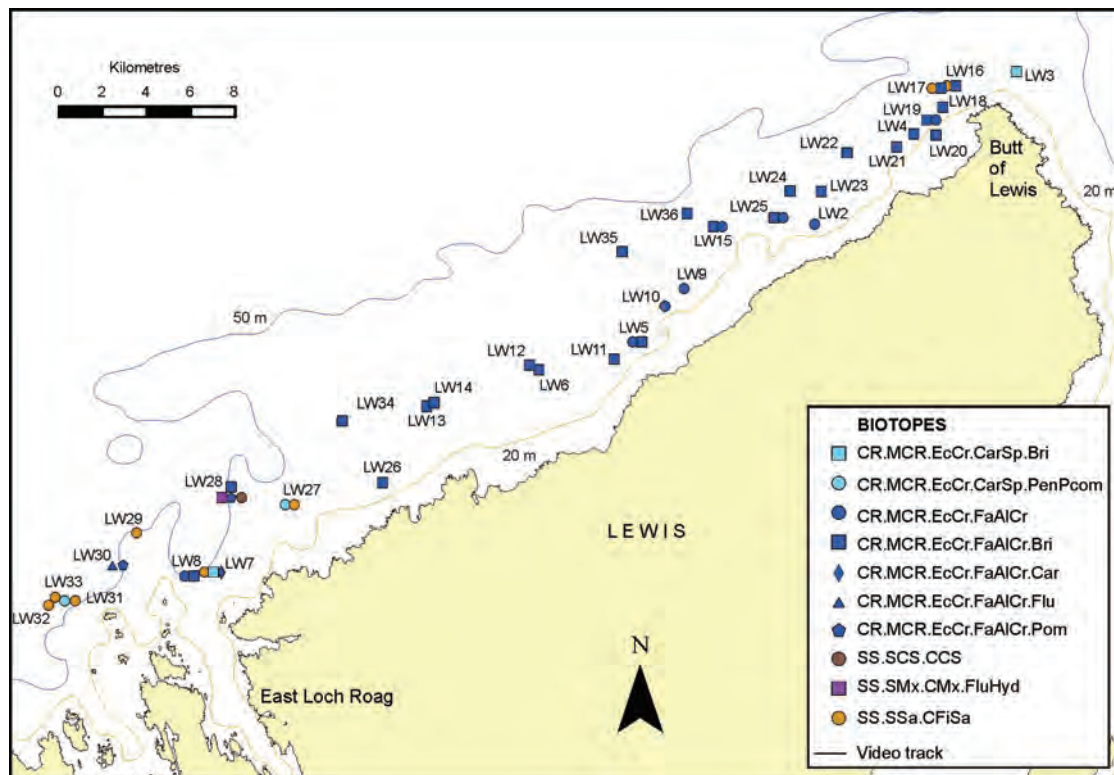 Kilometres
0 2 4 6 8
LW16
LW3
LW17
LW18
LW19
LW4
LW20
LW22
LW21
Butt
of
Lewis
20 m
LW24
LW23
LW36
LW25
LW2
LW15
LW35
LW9
LW10
50 m
LW5
LW12
LW11
LW6
LW14
LW34
LW13
20 m
LW26
LW28
LW27
LW29
LEWIS
LW30
LW8
LW7
LW33
LW31
LW32
N
East Loch Roag
BIOTOPES
CR.MCR.EcCr.CarSp.Bri
CR.MCR.EcCr.CarSp.PenPcom
CR.MCR.EcCr.FaAlCr
CR.MCR.EcCr.FaAlCr.Bri
CR.MCR.EcCr.FaAlCr.Car
CR.MCR.EcCr.FaAlCr.Flu
CR.MCR.EcCr.FaAlCr.Pom
SS.SCS.CCS
SS.SMx.CMx.FluHyd
SS.SSa.CFiSa
Video track